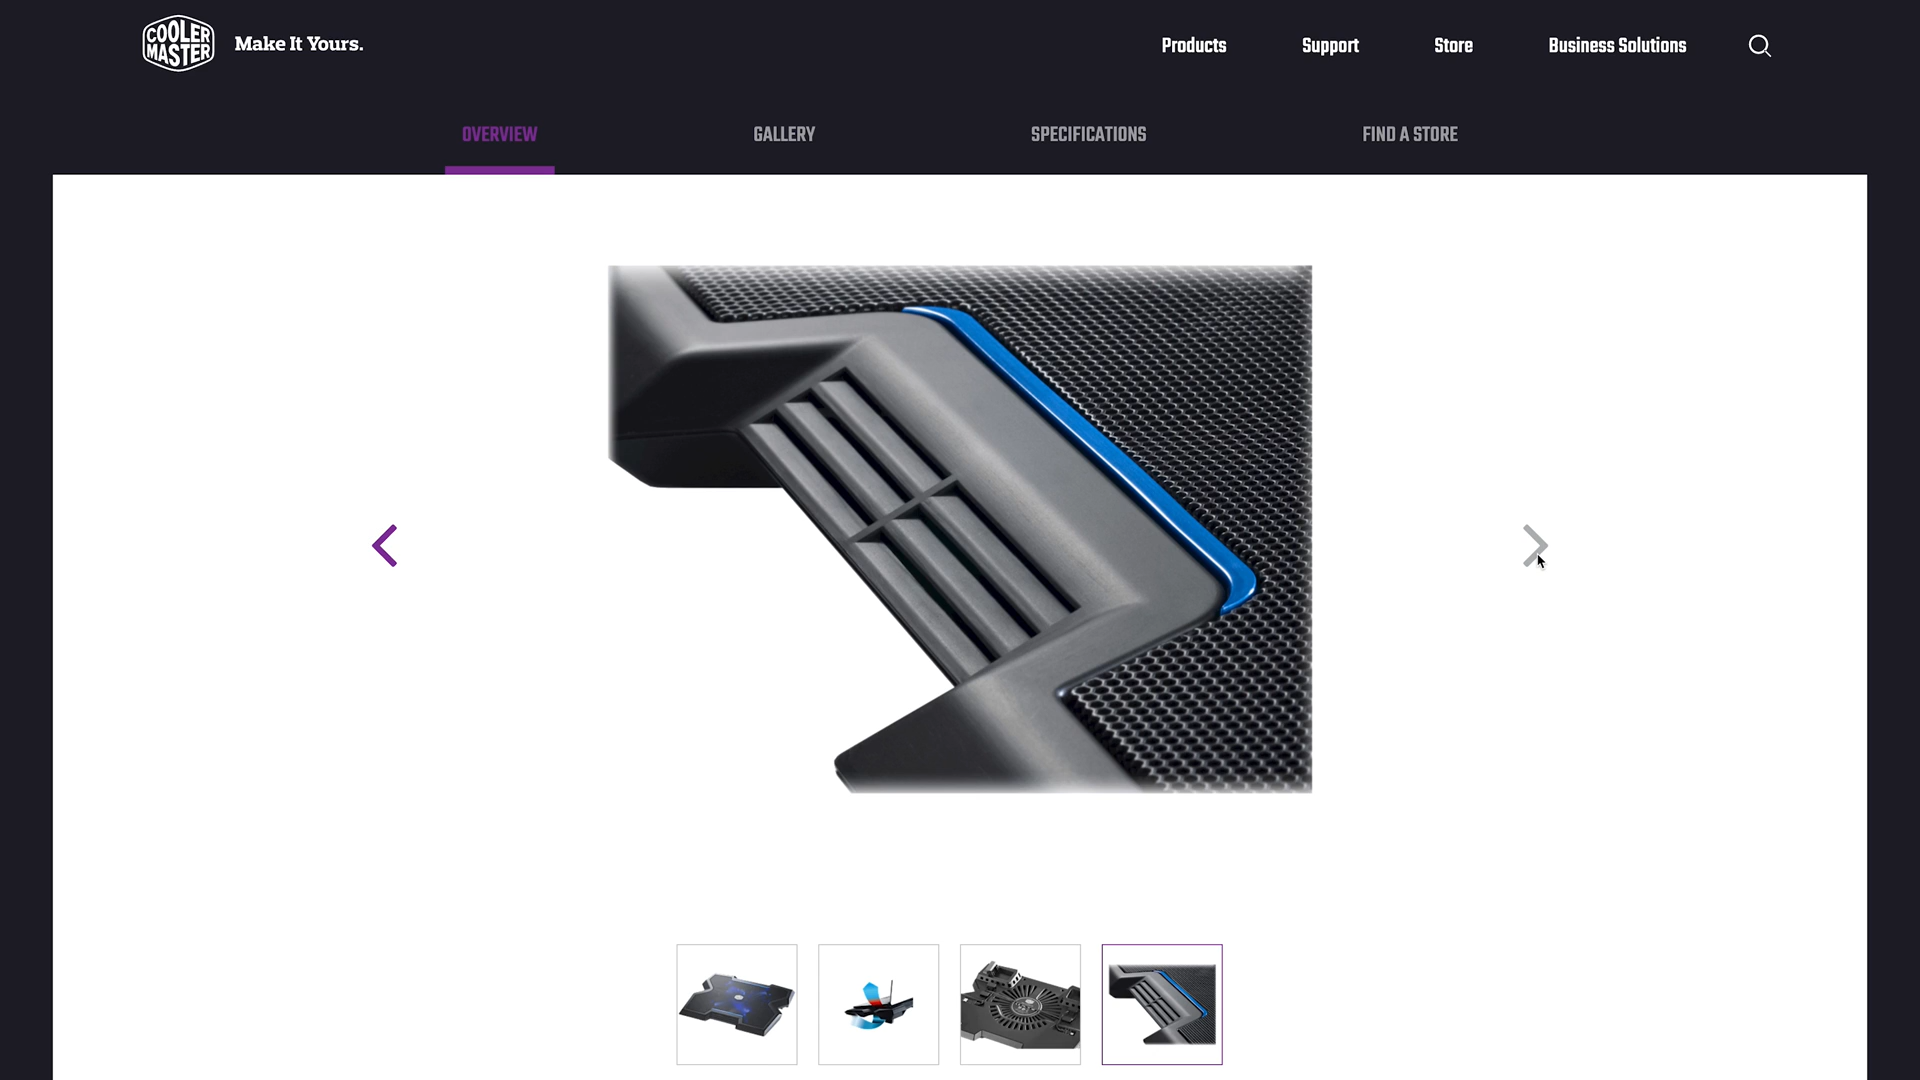 COOLER
MASTER
Make It Yours.
Products
Support
Store
Business Solutions
OVERVIEW
GALLERY
SPECIFICATIONS
FIND A STORE